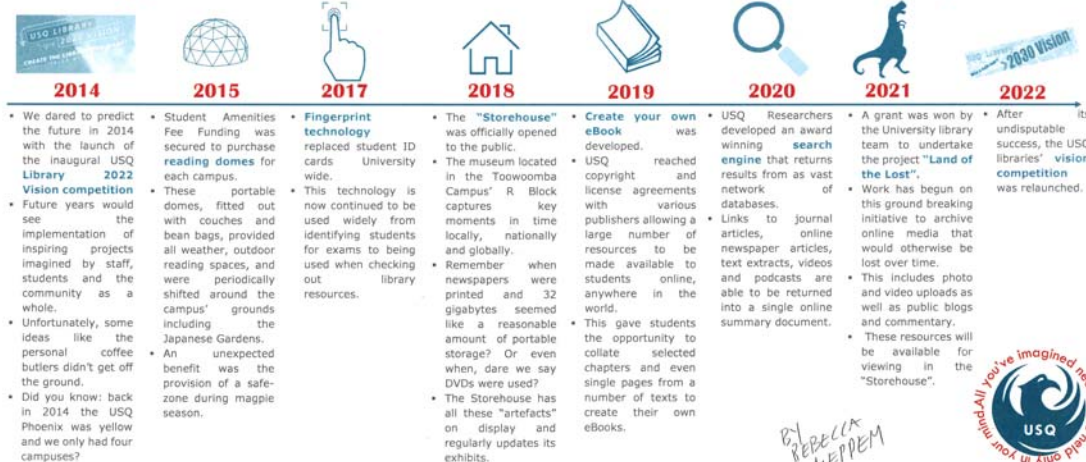 USQ LIBRARY
2030 VISION
2030 Vision
2014
2015
2017
2018
2019
2020
2021
2022
• We dared to predict
the future in 2014
with the launch of
the inaugural USQ
Library 2022
Vision competition
• Future years would
see the
implementation of
inspiring projects
imagined by staff,
students and the
community as a
whole.
• Unfortunately, some
ideas like the
personal coffee
butlers didn't get off
the ground.
• Did you know: back
in 2014 the USQ
Phoenix was yellow
and we only had four
campuses?
• Student Amenities
Fee Funding was
secured to purchase
reading domes for
each campus.
• These portable
domes, fitted out
with couches and
bean bags, provided
all weather, outdoor
reading spaces, and
were periodically
shifted around the
campus' grounds
including the
Japanese Gardens.
• An unexpected
benefit was the
provision of a safe-
zone during magpie
season.
• Fingerprint
technology
replaced student ID
cards University
wide.
• This technology is
now continued to be
used widely from
identifying students
for exams to being
used when checking
out library
resources.
• The "Storehouse"
was officially opened
to the public.
• The museum located
in the Toowoomba
Campus' R Block
captures key
moments in time
locally, nationally
and globally.
• Remember when
newspapers were
printed and 32
gigabytes seemed
like a reasonable
amount of portable
storage? Or even
when, dare we say
DVDs were used?
• The Storehouse has
all these "artefacts"
on display and
regularly updates its
exhibits.
• Create your own
eBook was
developed.
• USQ reached
copyright and
license agreements
with various
publishers allowing a
large number of
resources to be
made available to
students online,
anywhere in the
world.
• This gave students
the opportunity to
collate selected
chapters and even
single pages from a
number of texts to
create their own
eBooks.
• USQ Researchers
developed an award
winning search
engine that returns
results from as vast
network of
databases.
• Links to journal
articles, online
newspaper articles,
text extracts, videos
and podcasts are
able to be returned
into a single online
summary document.
• A grant was won by
the University library
team to undertake
the project "Land of
the Lost".
• Work has begun on
this ground breaking
initiative to archive
online media that
would otherwise be
lost over time.
• This includes photo
and video uploads as
well as public blogs
and commentary.
• These resources will
be available for
viewing in the
"Storehouse".
• After its
undisputable
success, the USQ
libraries' vision
competition
was relaunched.
BY
REBECCA
All you've imagined
held only in your mind.
USQ